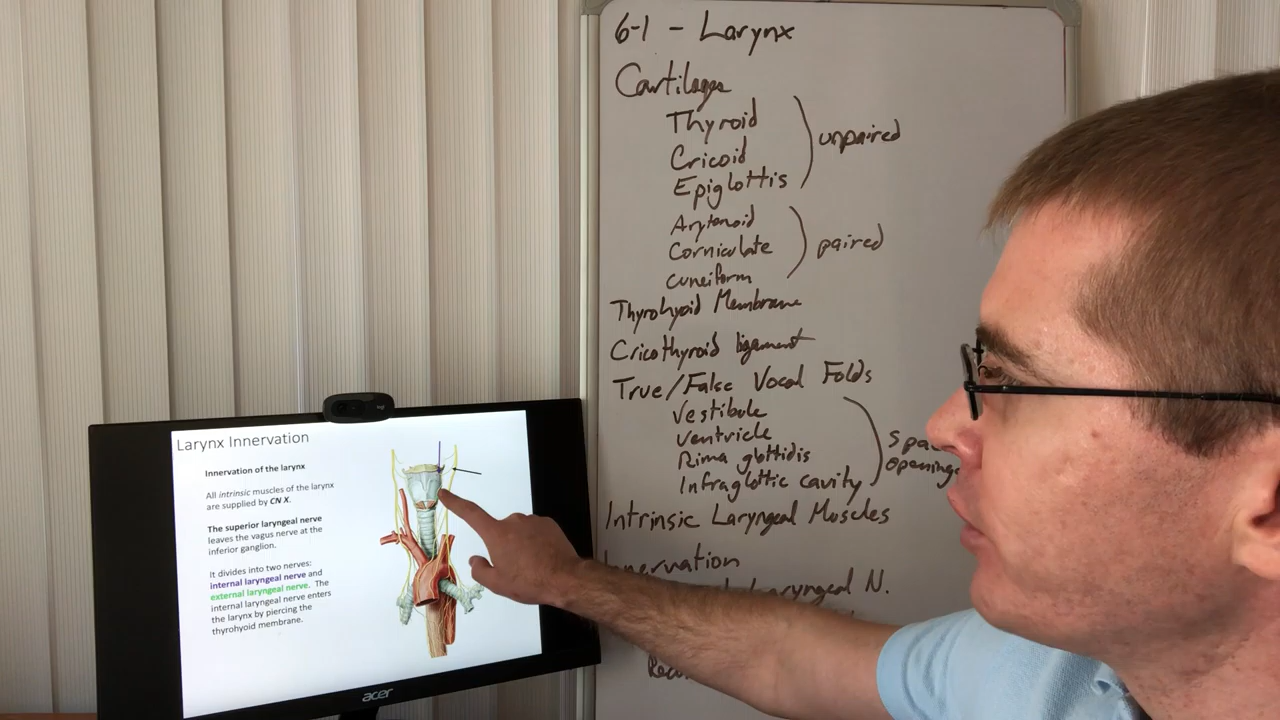 6-1 - Larynx
Cartilages
Thyroid
Cricoid
Epiglottis
unpaired
Arytenoid
Corniculate
cuneiform
paired
Thyrohyoid Membrane
Cricothyroid ligament
True/False Vocal Folds
Vestibule
ventricle
Rima glottidis
Infraglottic cavity
Intrinsic Laryngeal Muscles
N.
Larynx Innervation
Innervation of the larynx
All intrinsic muscles of the larynx
are supplied by CN X.
The superior laryngeal nerve
leaves the vagus nerve at the
inferior ganglion.
It divides into two nerves:
internal laryngeal nerve and
external laryngeal nerve. The
internal laryngeal nerve enters
the larynx by piercing the
thyrohyoid membrane.
acer